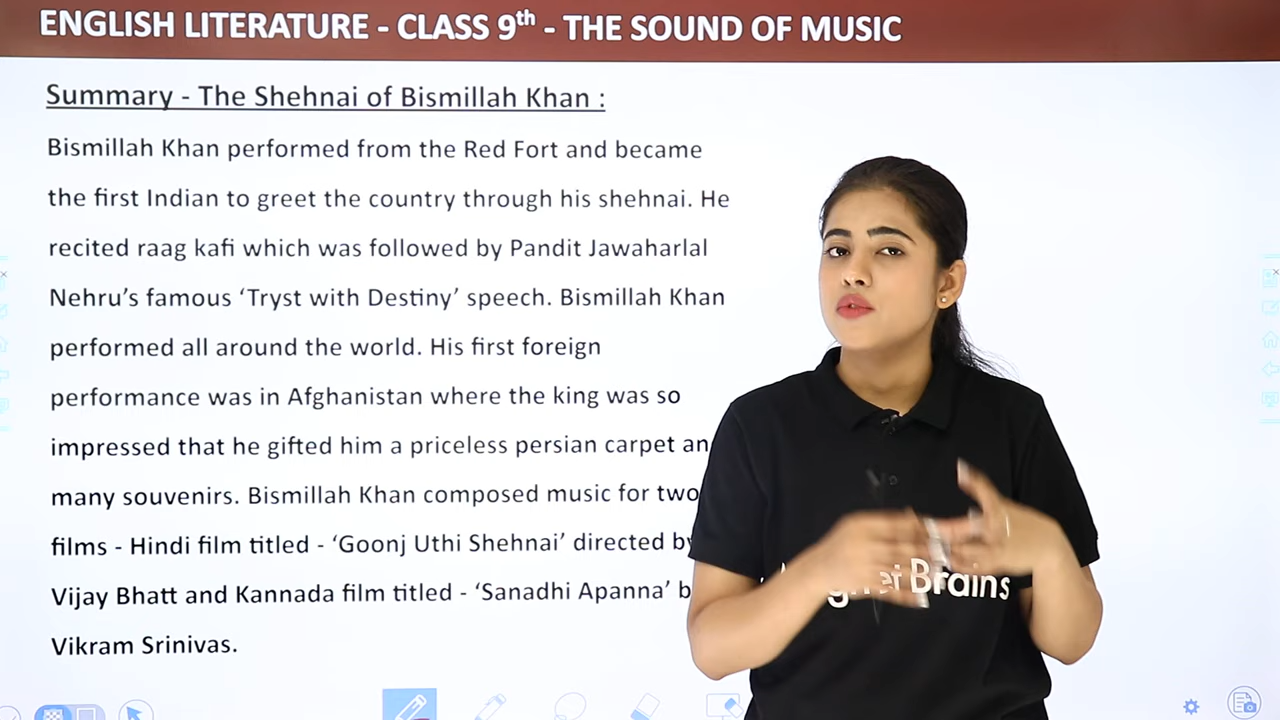 ENGLISH LITERATURE - CLASS 9th - THE SOUND OF MUSIC
Summary - The Shehnai of Bismillah Khan :
Bismillah Khan performed from the Red Fort and became
the first Indian to greet the country through his shehnai. He
recited raag kafi which was followed by Pandit Jawaharlal
Nehru's famous ‘Tryst with Destiny’ speech. Bismillah Khan
performed all around the world. His first foreign
performance was in Afghanistan where the king was so
impressed that he gifted him a priceless persian carpet
many souvenirs. Bismillah Khan composed music for two
films - Hindi film titled - ‘Goonj Uthi Shehnai’ directed
Vijay Bhatt and Kannada film titled - ‘Sanadhi Apanna’
Vikram Srinivas.
Brains